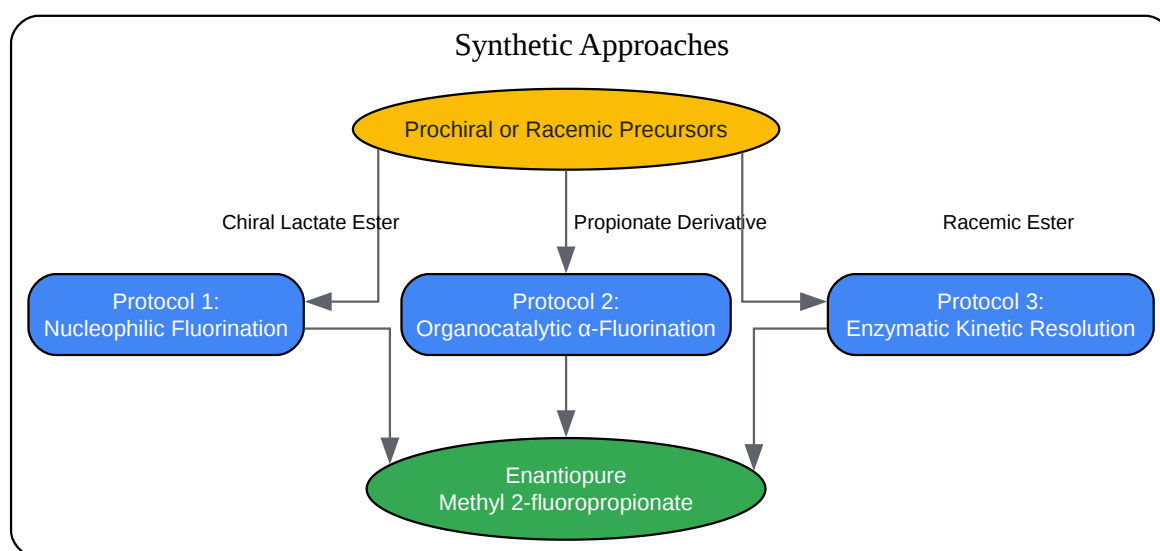 Synthetic Approaches
Prochiral or Racemic Precursors
Chiral Lactate Ester
Propionate Derivative
Racemic Ester
Protocol 1:
Nucleophilic Fluorination
Protocol 2:
Organocatalytic α-Fluorination
Protocol 3:
Enzymatic Kinetic Resolution
Enantiopure
Methyl 2-fluoropropionate